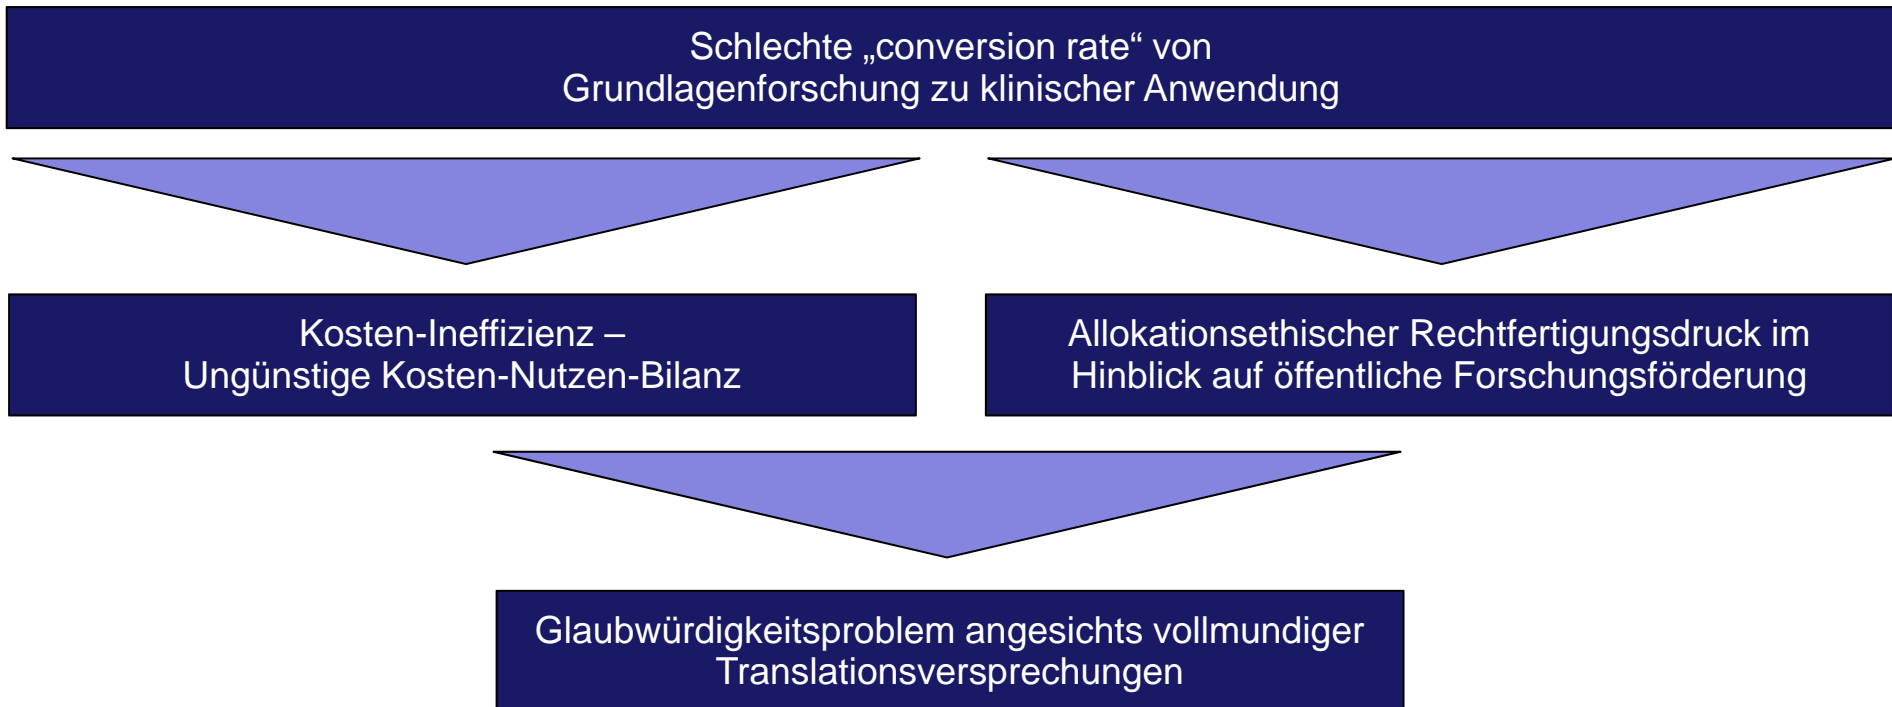 Schlechte „conversion rate“ von
Grundlagenforschung zu klinischer Anwendung
Kosten-Ineffizienz –
Ungünstige Kosten-Nutzen-Bilanz
Allokationsethischer Rechtfertigungsdruck im
Hinblick auf öffentliche Forschungsförderung
Glaubwürdigkeitsproblem angesichts vollmundiger
Translationsversprechungen